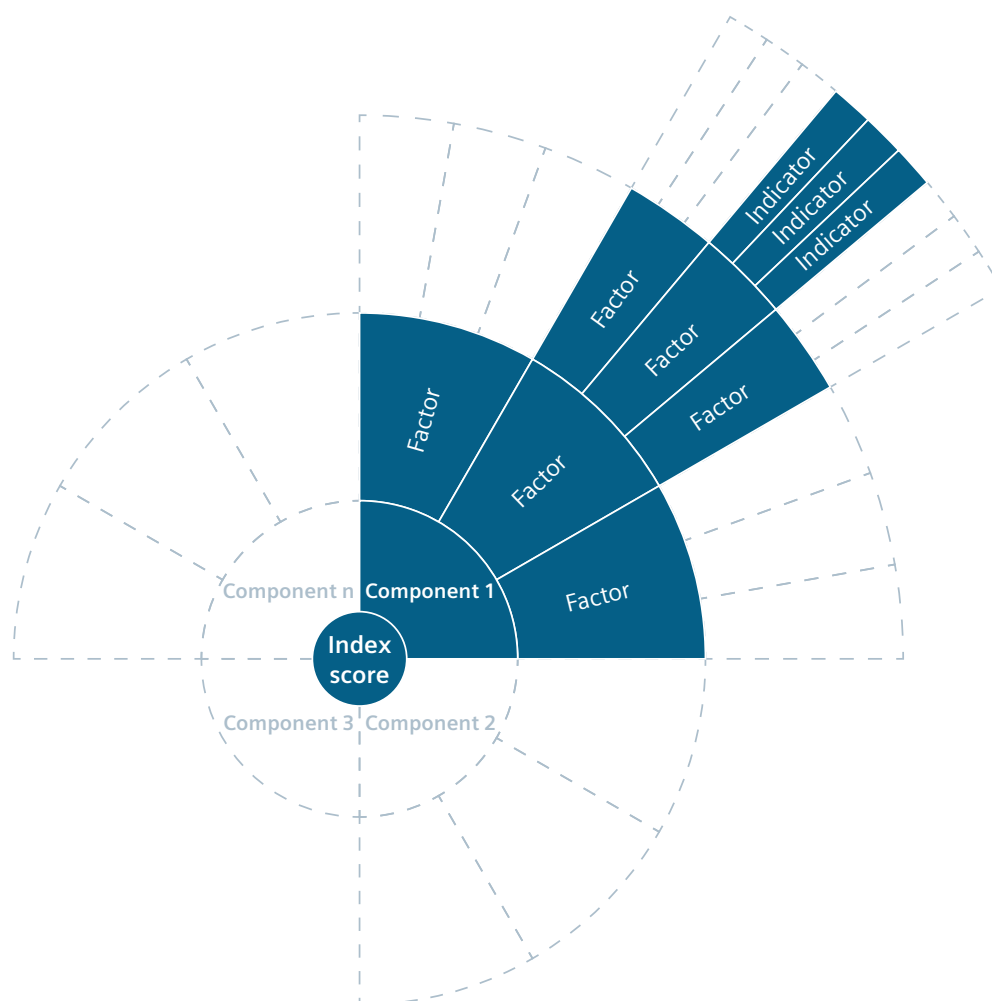 Indicator
Indicator
Indicator
Factor
Factor
Factor
Factor
Factor
Factor
Component n
Component 1
Index
score
Component 3
Component 2